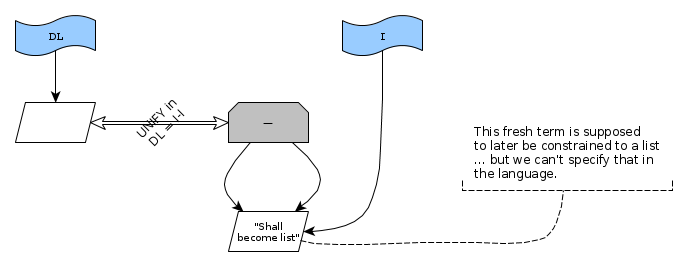 DL
I
UNIFY in
DL = I-I
–
This fresh term is supposed
to later be constrained to a list
... but we can't specify that in
the language.
"Shall
become list"